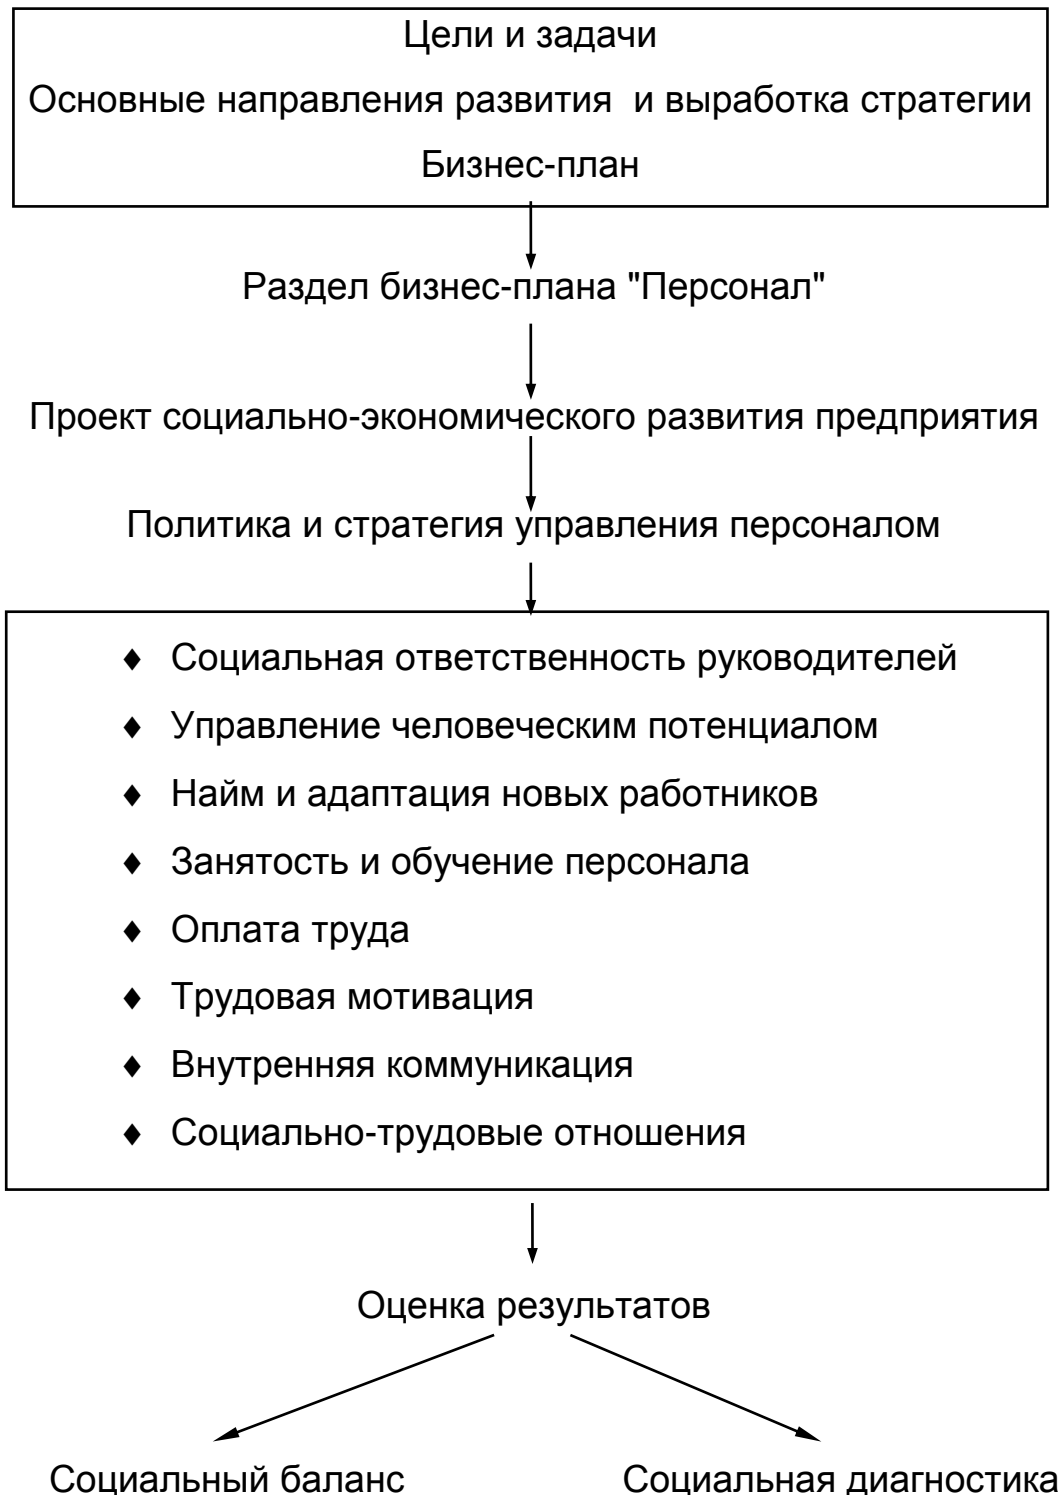 Цели и задачи
Основные направления развития  и выработка стратегии
Бизнес-план
Раздел бизнес-плана "Персонал"
Проект социально-экономического развития предприятия
Политика и стратегия управления персоналом
♦ Социальная ответственность руководителей
♦ Управление человеческим потенциалом
♦ Найм и адаптация новых работников
♦ Занятость и обучение персонала
♦ Оплата труда
♦ Трудовая мотивация
♦ Внутренняя коммуникация
♦ Социально-трудовые отношения
Оценка результатов
Социальный баланс
Социальная диагностика